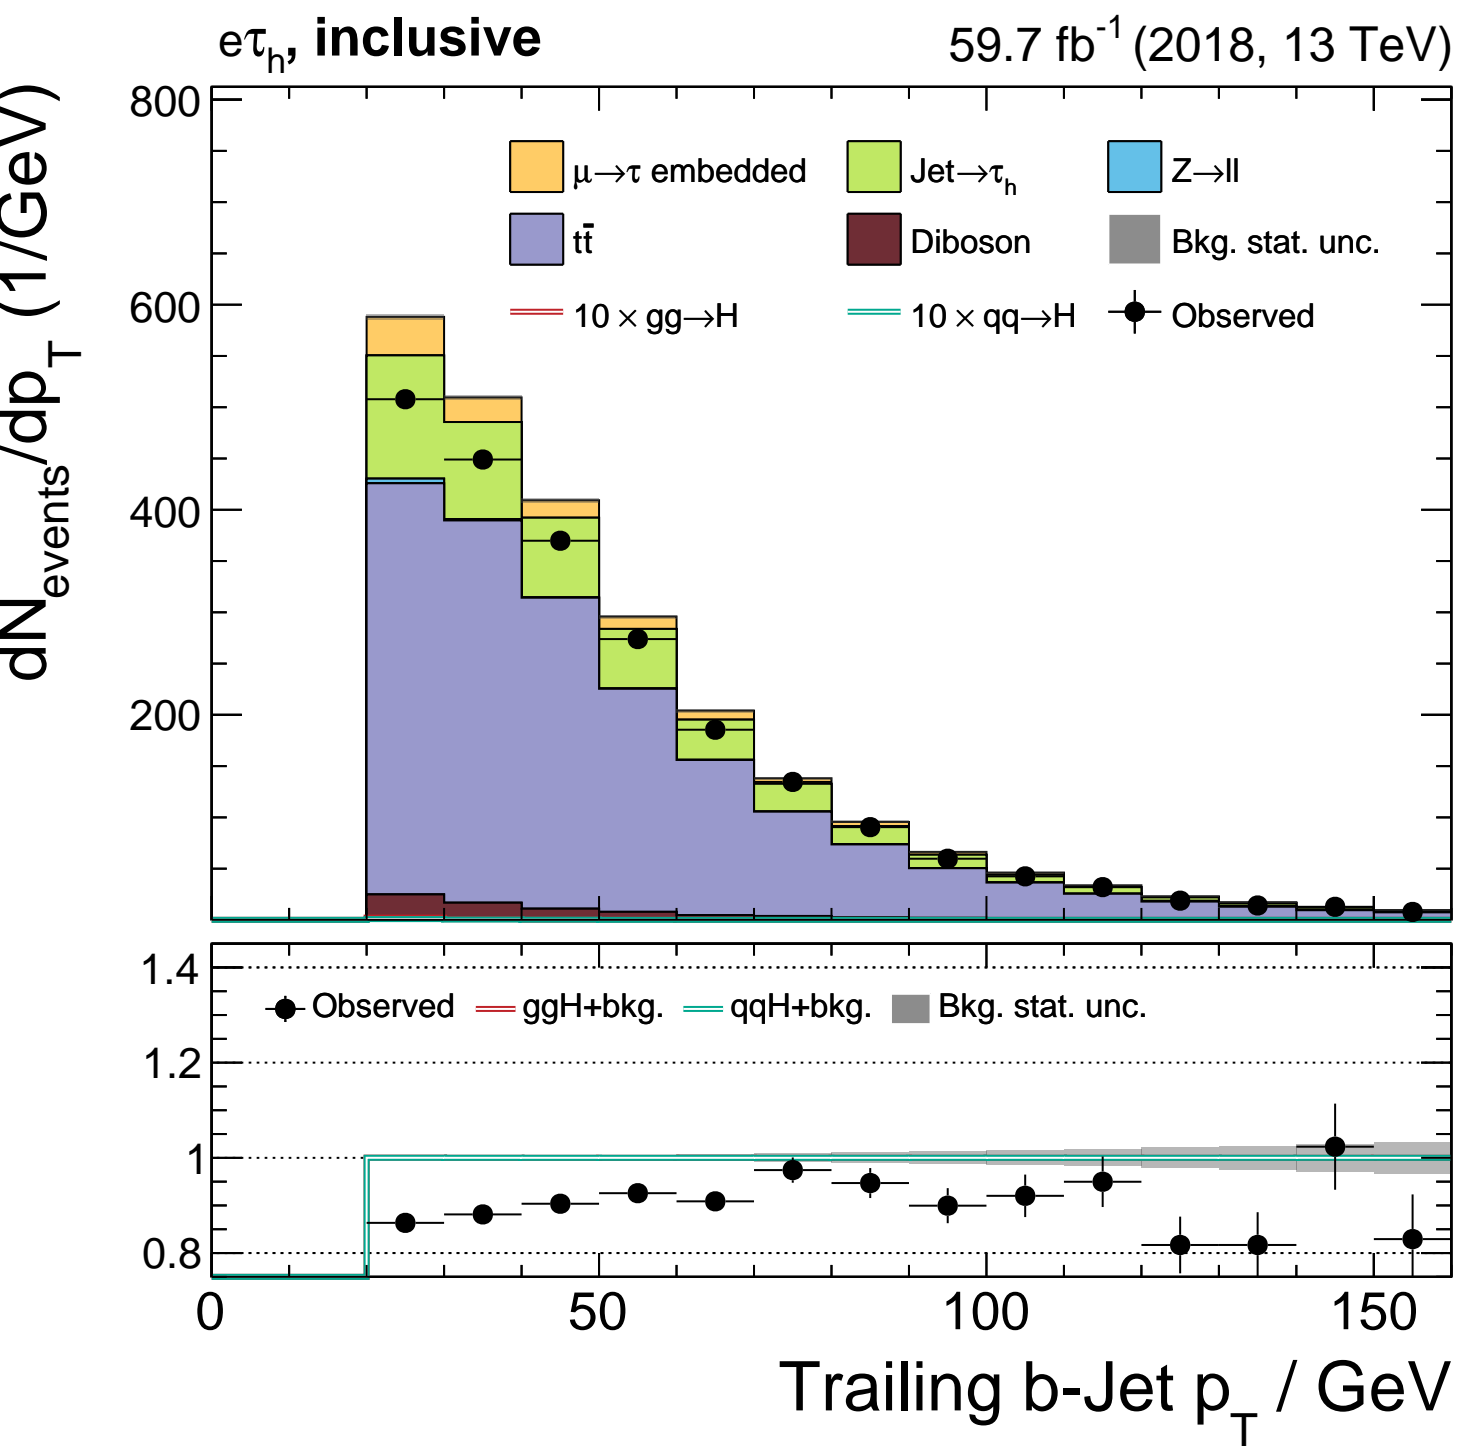 eτh, inclusive
59.7 fb-1 (2018, 13 TeV)
dNevents/dpT (1/GeV)
800
600
400
200
μ→τ embedded
Jet→τh
Z→ll
tt̄
Diboson
Bkg. stat. unc.
10 × gg→H
10 × qq→H
Observed
1.4
1.2
1
0.8
Observed
ggH+bkg.
qqH+bkg.
Bkg. stat. unc.
0
50
100
150
Trailing b-Jet pT / GeV